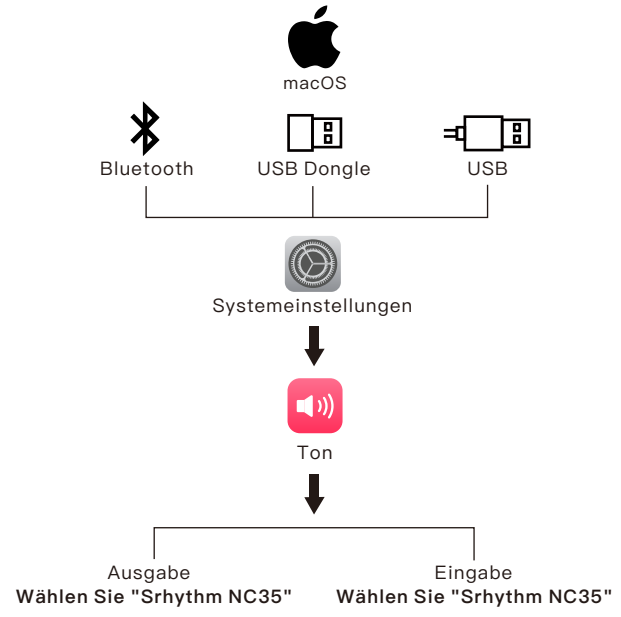 macOS
Bluetooth
USB Dongle
USB
Systemeinstellungen
Ton
Ausgabe
Wählen Sie "Srhythm NC35"
Eingabe
Wählen Sie "Srhythm NC35"